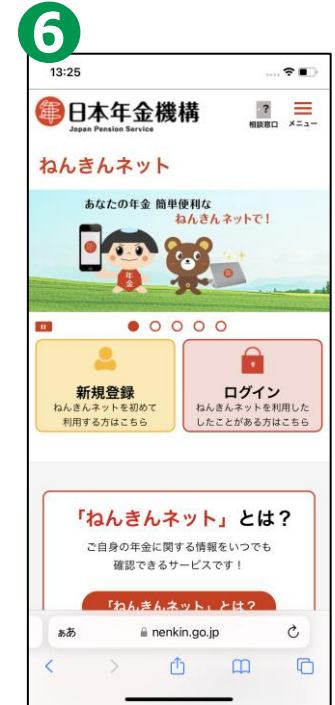 6
13:25
日本年金機構
Japan Pension Service
?
相談窓口
メニュー
ねんきんネット
あなたの年金 簡単便利な
ねんきんネットで！
年金
新規登録
ねんきんネットを初めて
利用する方はこちら
ログイン
ねんきんネットを利用した
したことがある方はこちら
「ねんきんネット」とは？
ご自身の年金に関する情報をいつでも
確認できるサービスです！
「ねんきんネット」とは？
ぁあ
nenkin.go.jp